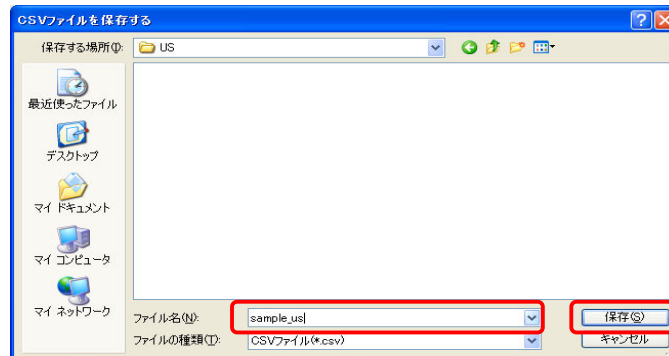 CSVファイルを保存する
保存する場所(I):
US
最近使ったファイル
デスクトップ
マイ ドキュメント
マイ コンピュータ
マイ ネットワーク
ファイル名(N):
sample_us
保存(S)
ファイルの種類(T):
CSVファイル(*.csv)
キャンセル